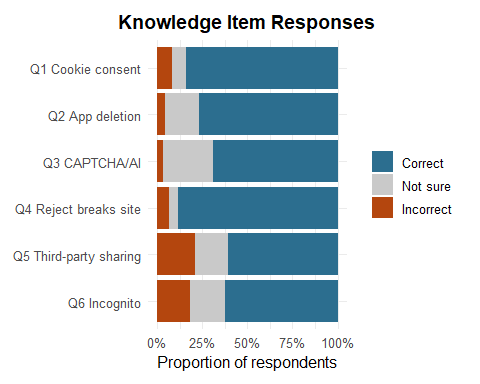 Knowledge Item Responses
Q1 Cookie consent
Q2 App deletion
Q3 CAPTCHA/AI
Q4 Reject breaks site
Q5 Third-party sharing
Q6 Incognito
Correct
Not sure
Incorrect
0% 25% 50% 75% 100%
Proportion of respondents